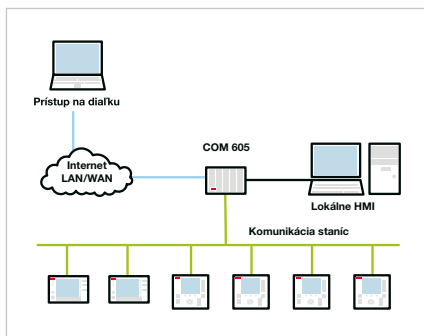 Prístup na diaľku
COM 605
Internet
LAN/WAN
Lokálne HMI
Komunikácia staníc